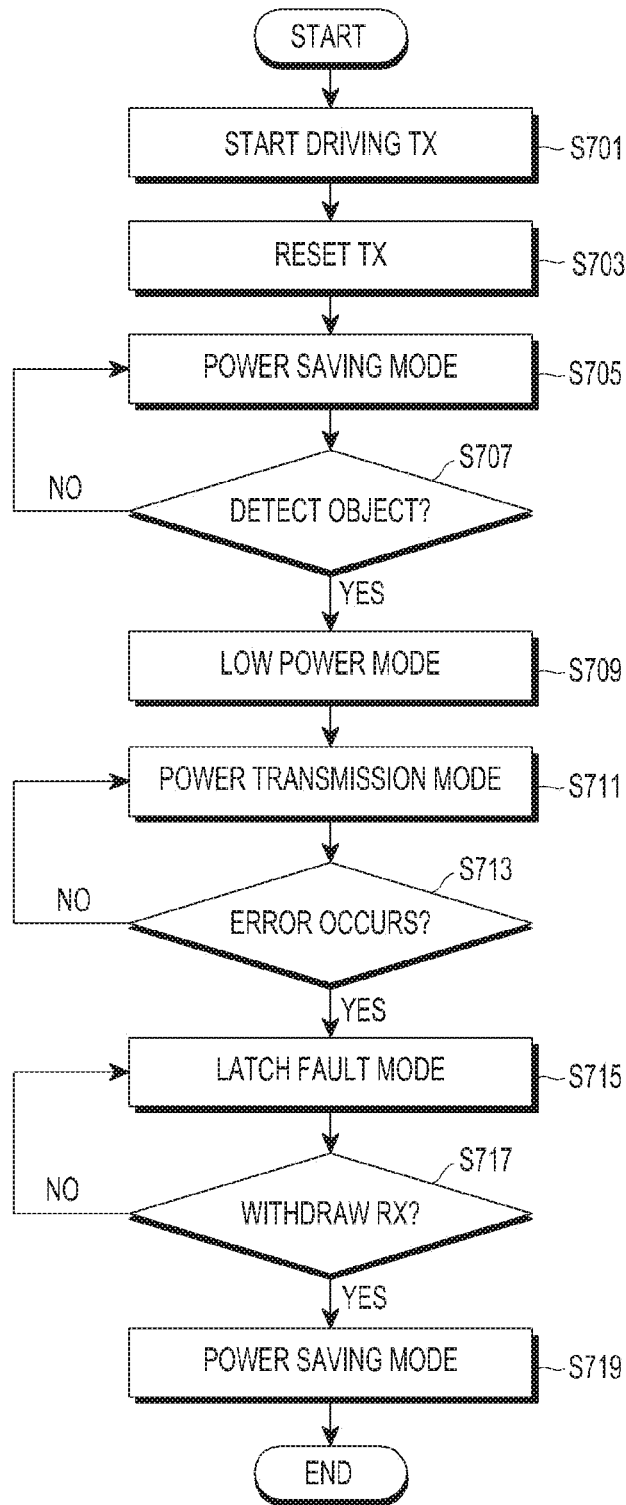 START
START DRIVING TX
S701
RESET TX
S703
POWER SAVING MODE
S705
S707
NO
DETECT OBJECT?
YES
LOW POWER MODE
S709
POWER TRANSMISSION MODE
S711
S713
NO
ERROR OCCURS?
YES
LATCH FAULT MODE
S715
S717
NO
WITHDRAW RX?
YES
POWER SAVING MODE
S719
END